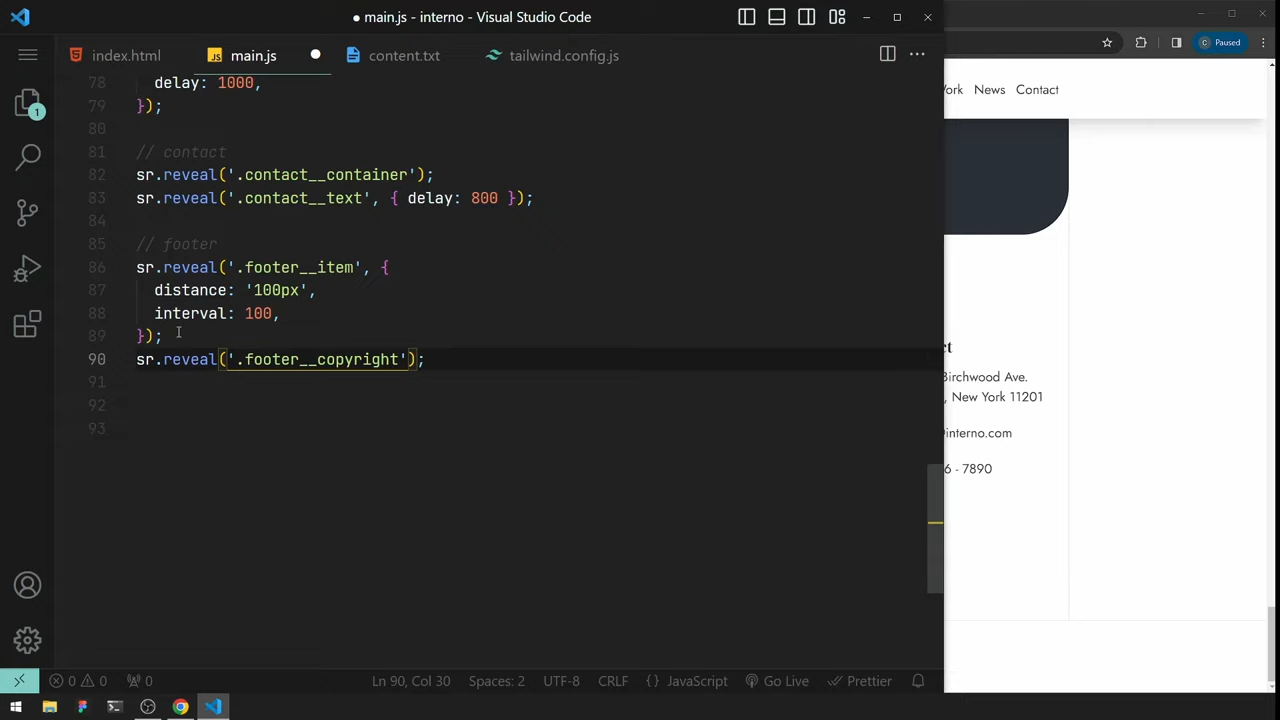 main.js - interno - Visual Studio Code
index.html
main.js
content.txt
tailwind.config.js
Paused
C
JS
1
78 delay: 1000,
79 });
80
81 // contact
82 sr.reveal('.contact__container');
83 sr.reveal('.contact__text', { delay: 800 });
84
85 // footer
86 sr.reveal('.footer__item', {
87 distance: '100px',
88 interval: 100,
89 });
90 sr.reveal('.footer__copyright');
91
92
93
News Contact
Birchwood Ave.
, New York 11201
interno.com
6 - 7890
0 0 0
Ln 90, Col 30
Spaces: 2
UTF-8
CRLF
{} JavaScript
Go Live
Prettier